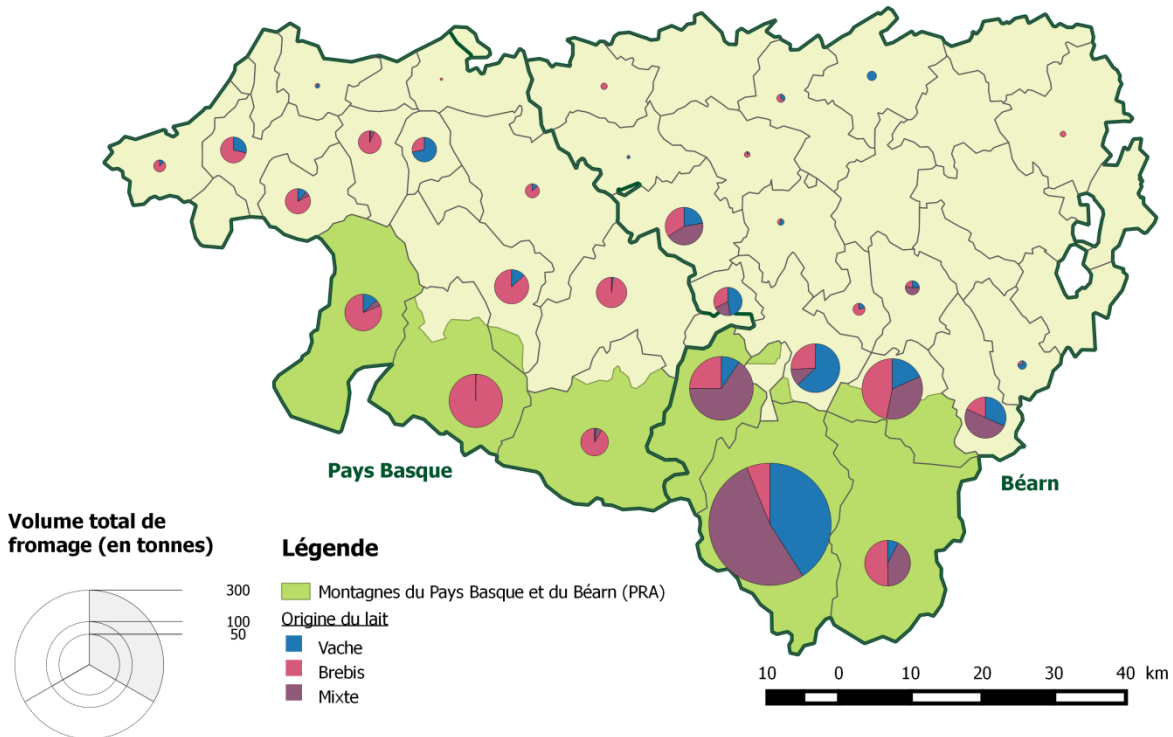 Pays Basque
Béarn
Volume total de
fromage (en tonnes)
300
100
50
Légende
Montagnes du Pays Basque et du Béarn (PRA)
Origine du lait
Vache
Brebis
Mixte
10 0 10 20 30 40 km